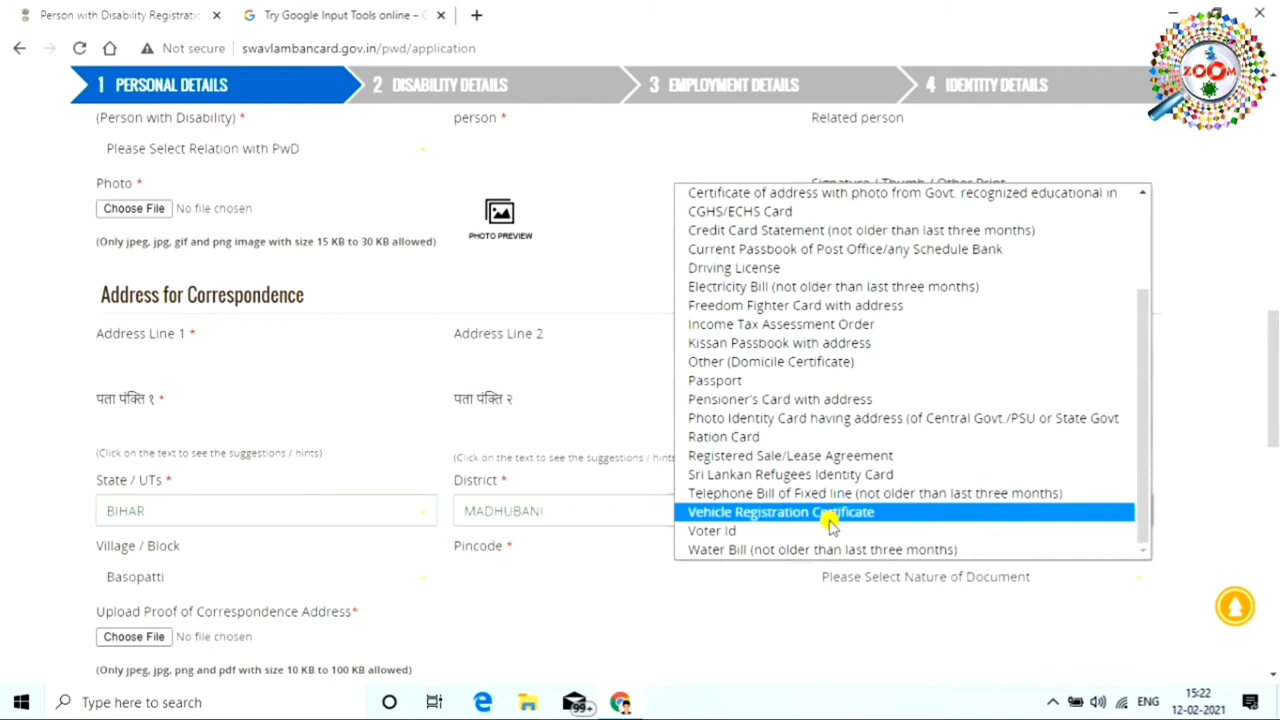 Person with Disability Registratic
Try Google Input Tools online – G
Not secure
swavlambancard.gov.in/pwd/application
1 PERSONAL DETAILS
2 DISABILITY DETAILS
3 EMPLOYMENT DETAILS
4 IDENTITY DETAILS
ZOOM
(Person with Disability) *
person *
Related person
Please Select Relation with PwD
Photo *
Signature / Thumb / Other Print
Choose File No file chosen
PHOTO PREVIEW
(Only jpeg, jpg, gif and png image with size 15 KB to 30 KB allowed)
Certificate of address with photo from Govt. recognized educational in
CGHS/ECHS Card
Credit Card Statement (not older than last three months)
Current Passbook of Post Office/any Schedule Bank
Driving License
Electricity Bill (not older than last three months)
Freedom Fighter Card with address
Income Tax Assessment Order
Kissan Passbook with address
Other (Domicile Certificate)
Passport
Pensioner's Card with address
Photo Identity Card having address (of Central Govt./PSU or State Govt
Ration Card
Registered Sale/Lease Agreement
Sri Lankan Refugees Identity Card
Telephone Bill of Fixed line (not older than last three months)
Vehicle Registration Certificate
Voter Id
Water Bill (not older than last three months)
Address for Correspondence
Address Line 1 *
Address Line 2
पता पंक्ति १ *
पता पंक्ति २
(Click on the text to see the suggestions / hints)
(Click on the text to see the suggestions / hints
State / UTs *
District *
BIHAR
MADHUBANI
Village / Block
Pincode *
Basopatti
Please Select Nature of Document
Upload Proof of Correspondence Address*
Choose File No file chosen
(Only jpeg, jpg, png and pdf with size 10 KB to 100 KB allowed)
Type here to search
99+
ENG
15:22
12-02-2021